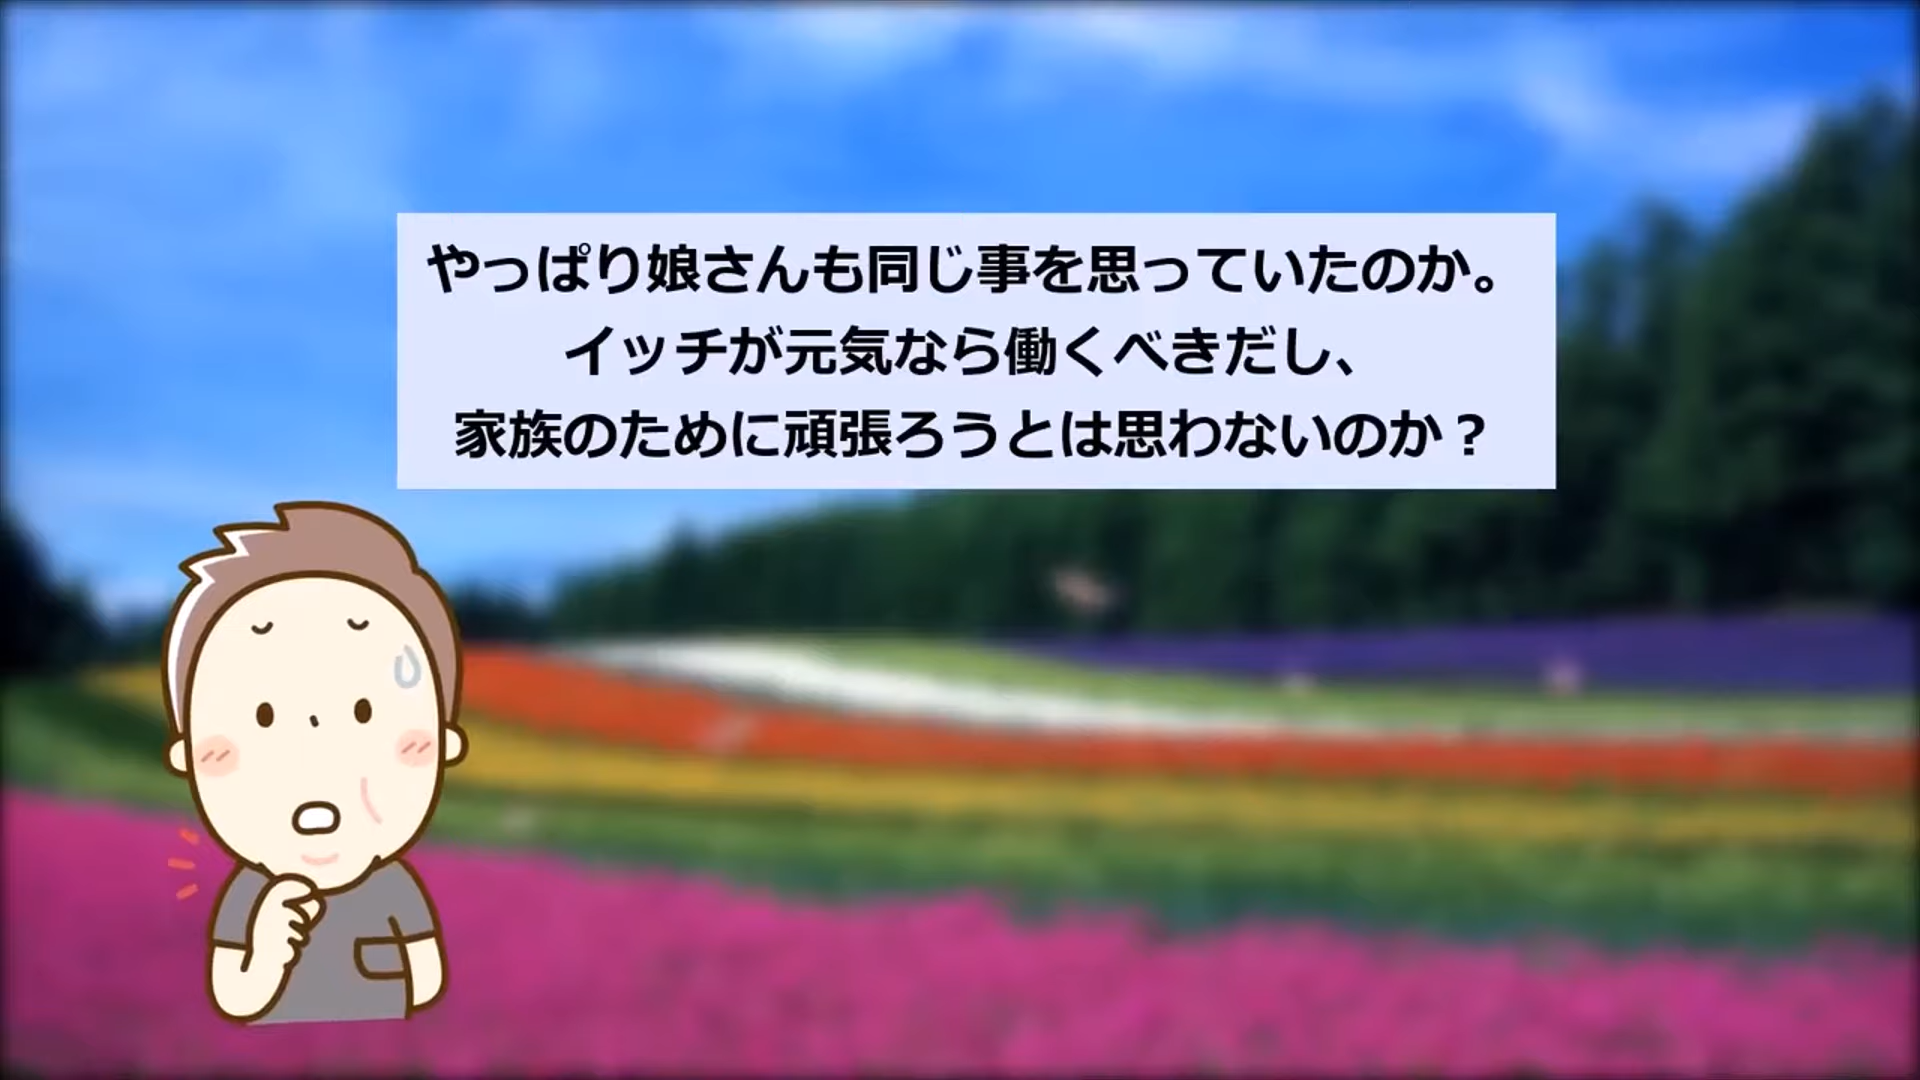 やっぱり娘さんも同じ事を思っていたのか。
イッチが元気なら働くべきだし、
家族のために頑張ろうとは思わないのか？